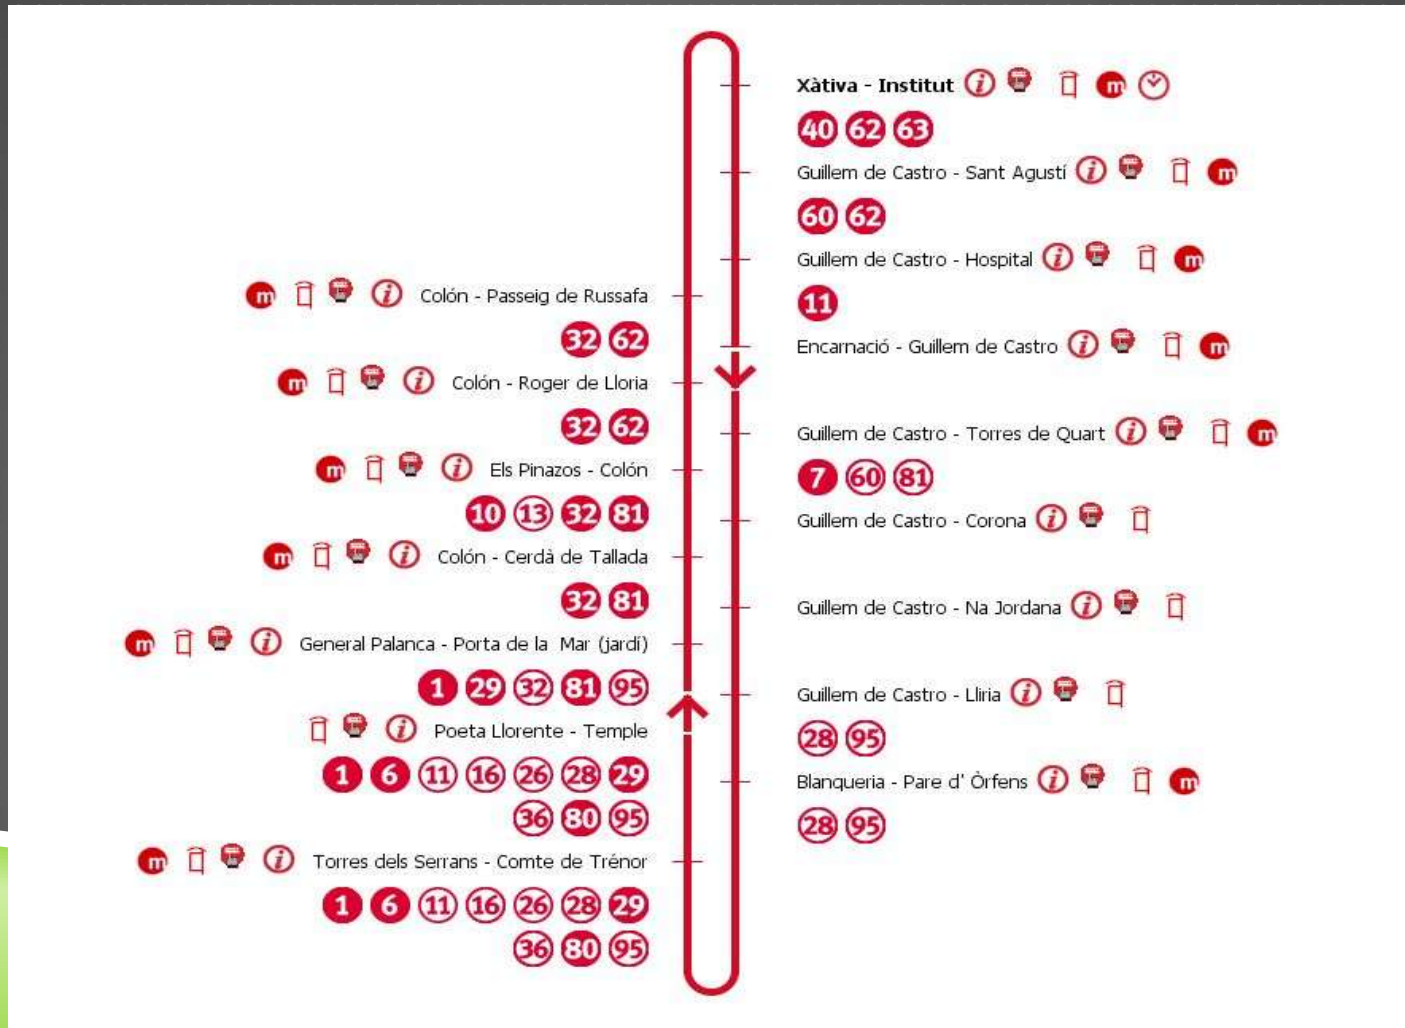 Xàtiva - Institut i m
40 62 63
Guillem de Castro - Sant Agustí i m
60 62
Guillem de Castro - Hospital i m
11
Encarnació - Guillem de Castro i m
Guillem de Castro - Torres de Quart i m
7 60 81
Guillem de Castro - Corona i
Guillem de Castro - Na Jordana i
Guillem de Castro - Lliria i
28 95
Blanqueria - Pare d' Òrfens i m
28 95
m i Colón - Passeig de Russafa
32 62
m i Colón - Roger de Lloria
32 62
m i Els Pinazos - Colón
10 13 32 81
m i Colón - Cerdà de Tallada
32 81
m i General Palanca - Porta de la Mar (jardí)
1 29 32 81 95
i Poeta Llorente - Temple
1 6 11 16 26 28 29
36 80 95
m i Torres dels Serrans - Comte de Trénor
1 6 11 16 26 28 29
36 80 95